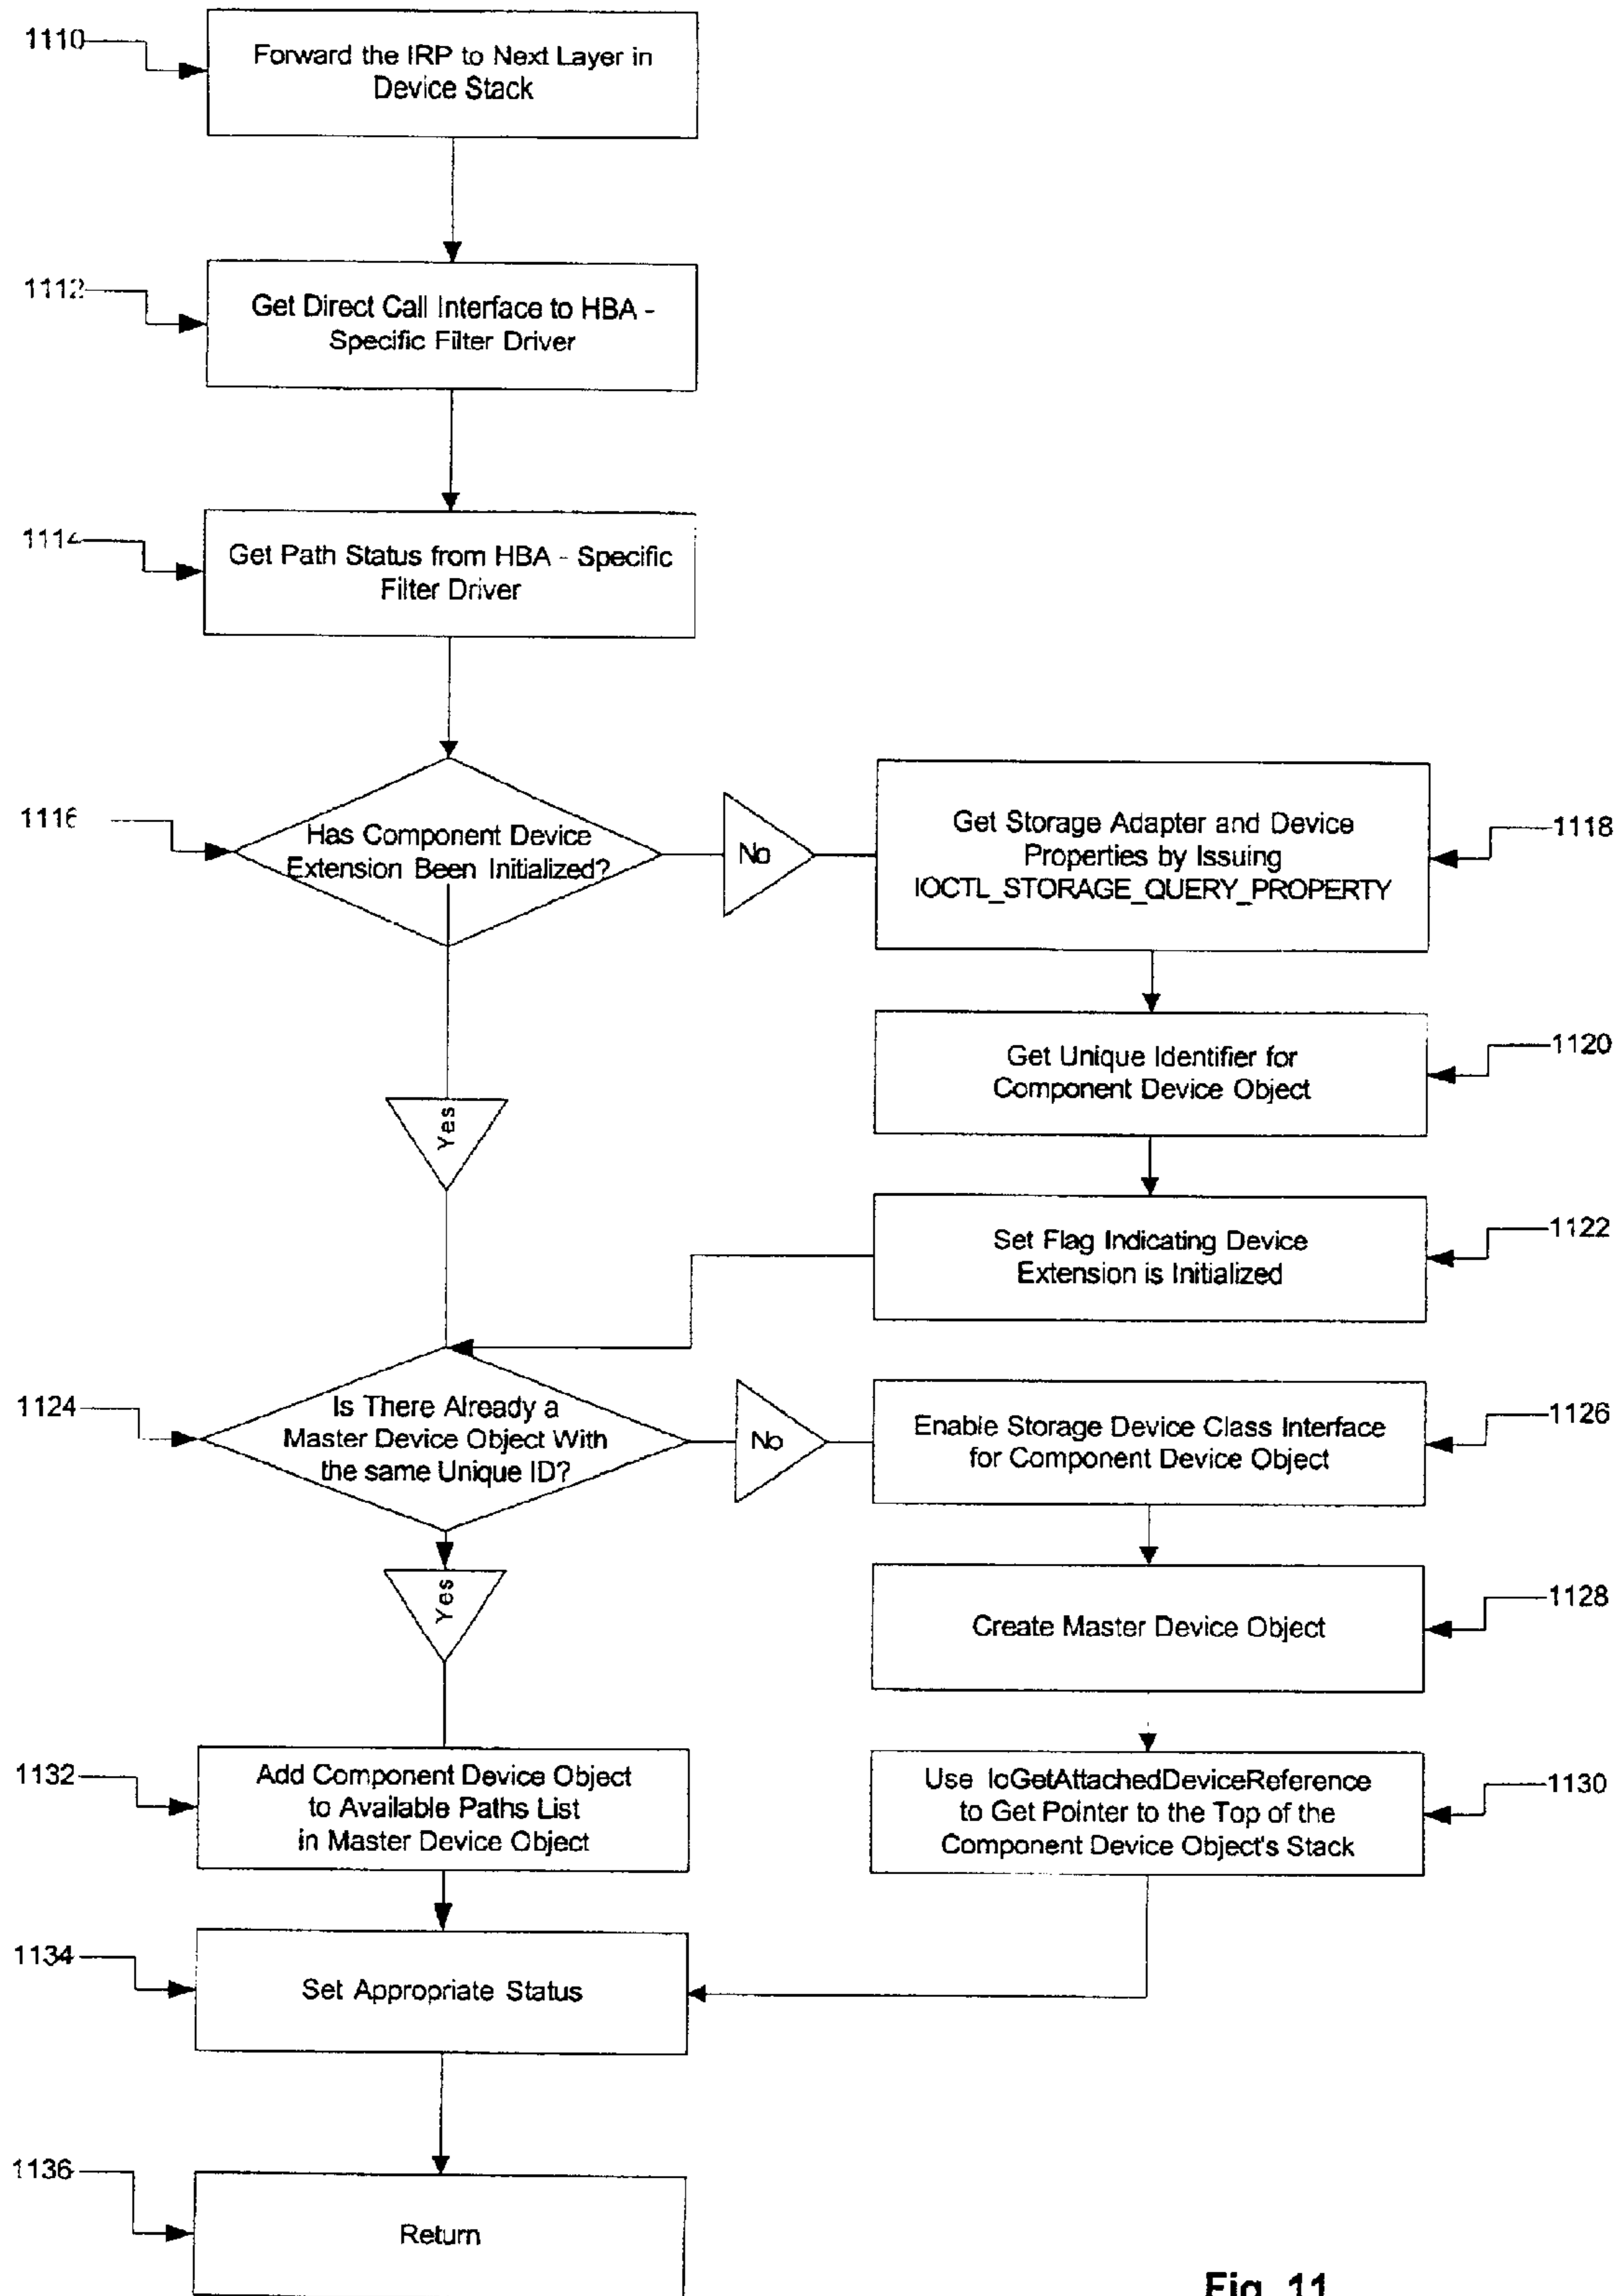 1110
Forward the IRP to Next Layer in
Device Stack
1112
Get Direct Call Interface to HBA -
Specific Filter Driver
1114
Get Path Status from HBA - Specific
Filter Driver
1116
Has Component Device
Extension Been Initialized?
No
Get Storage Adapter and Device
Properties by Issuing
IOCTL_STORAGE_QUERY_PROPERTY
1118
Get Unique Identifier for
Component Device Object
1120
Yes
Set Flag Indicating Device
Extension is Initialized
1122
1124
Is There Already a
Master Device Object With
the same Unique ID?
No
Enable Storage Device Class Interface
for Component Device Object
1126
Yes
Create Master Device Object
1128
1132
Add Component Device Object
to Available Paths List
in Master Device Object
Use IoGetAttachedDeviceReference
to Get Pointer to the Top of the
Component Device Object's Stack
1130
1134
Set Appropriate Status
1136
Return
Fig. 11